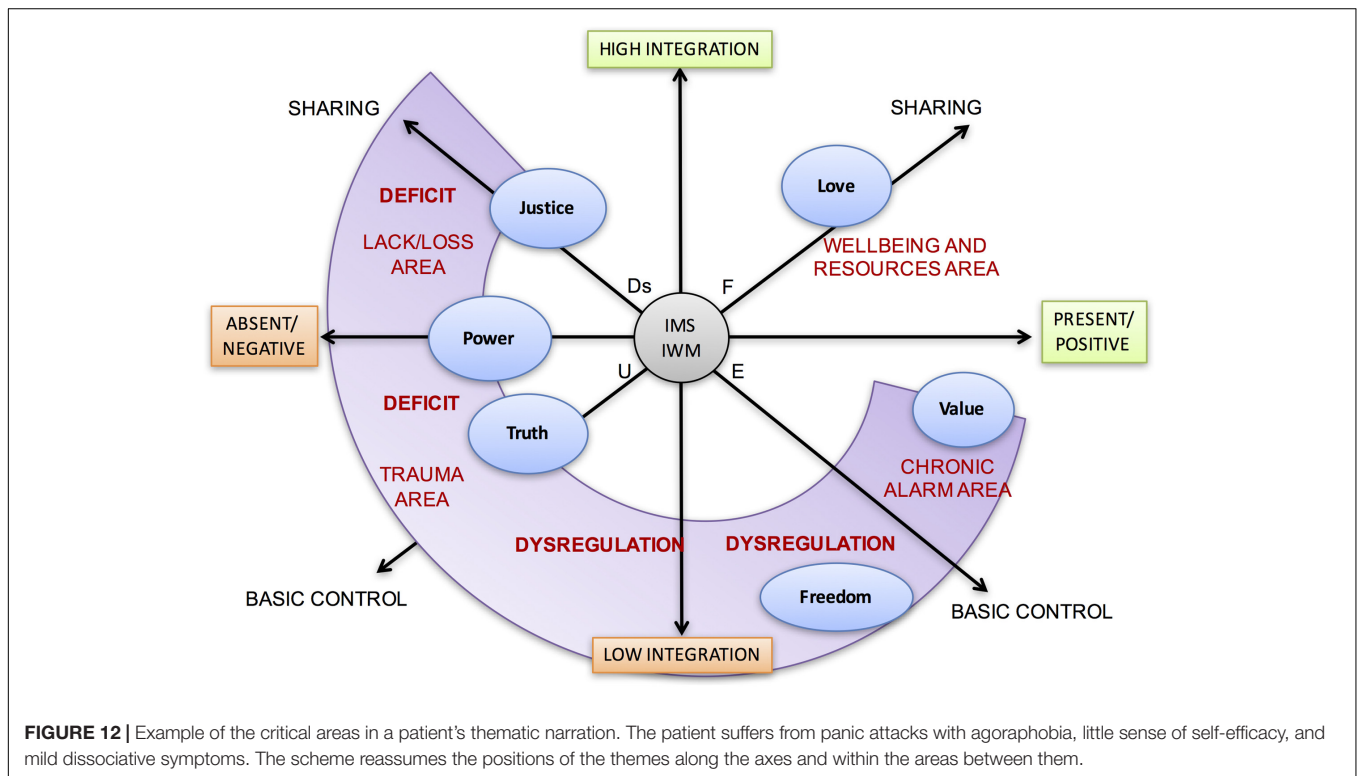 HIGH INTEGRATION
SHARING
SHARING
Love
DEFICIT
Justice
LACK/LOSS
AREA
WELLBEING AND
RESOURCES AREA
Ds
F
ABSENT/
NEGATIVE
Power
IMS
IWM
PRESENT/
POSITIVE
U
E
DEFICIT
Truth
Value
TRAUMA
AREA
CHRONIC
ALARM AREA
DYSREGULATION
DYSREGULATION
BASIC CONTROL
Freedom
BASIC CONTROL
LOW INTEGRATION
FIGURE 12 | Example of the critical areas in a patient's thematic narration. The patient suffers from panic attacks with agoraphobia, little sense of self-efficacy, and
mild dissociative symptoms. The scheme reassumes the positions of the themes along the axes and within the areas between them.